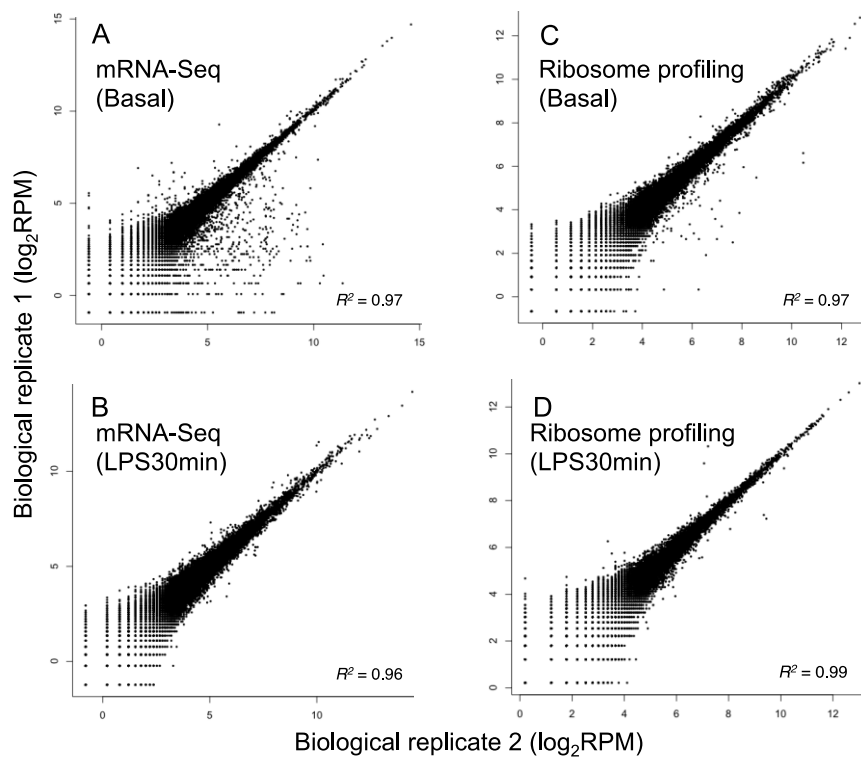 A
mRNA-Seq
(Basal)
15
10
5
0
R² = 0.97
0
5
10
15
C
Ribosome profiling
(Basal)
12
10
8
6
4
2
0
R² = 0.97
0
2
4
6
8
10
12
B
mRNA-Seq
(LPS30min)
10
5
0
R² = 0.96
0
5
10
D
Ribosome profiling
(LPS30min)
12
10
8
6
4
2
0
R² = 0.99
0
2
4
6
8
10
12
Biological replicate 1 (log₂RPM)
Biological replicate 2 (log₂RPM)